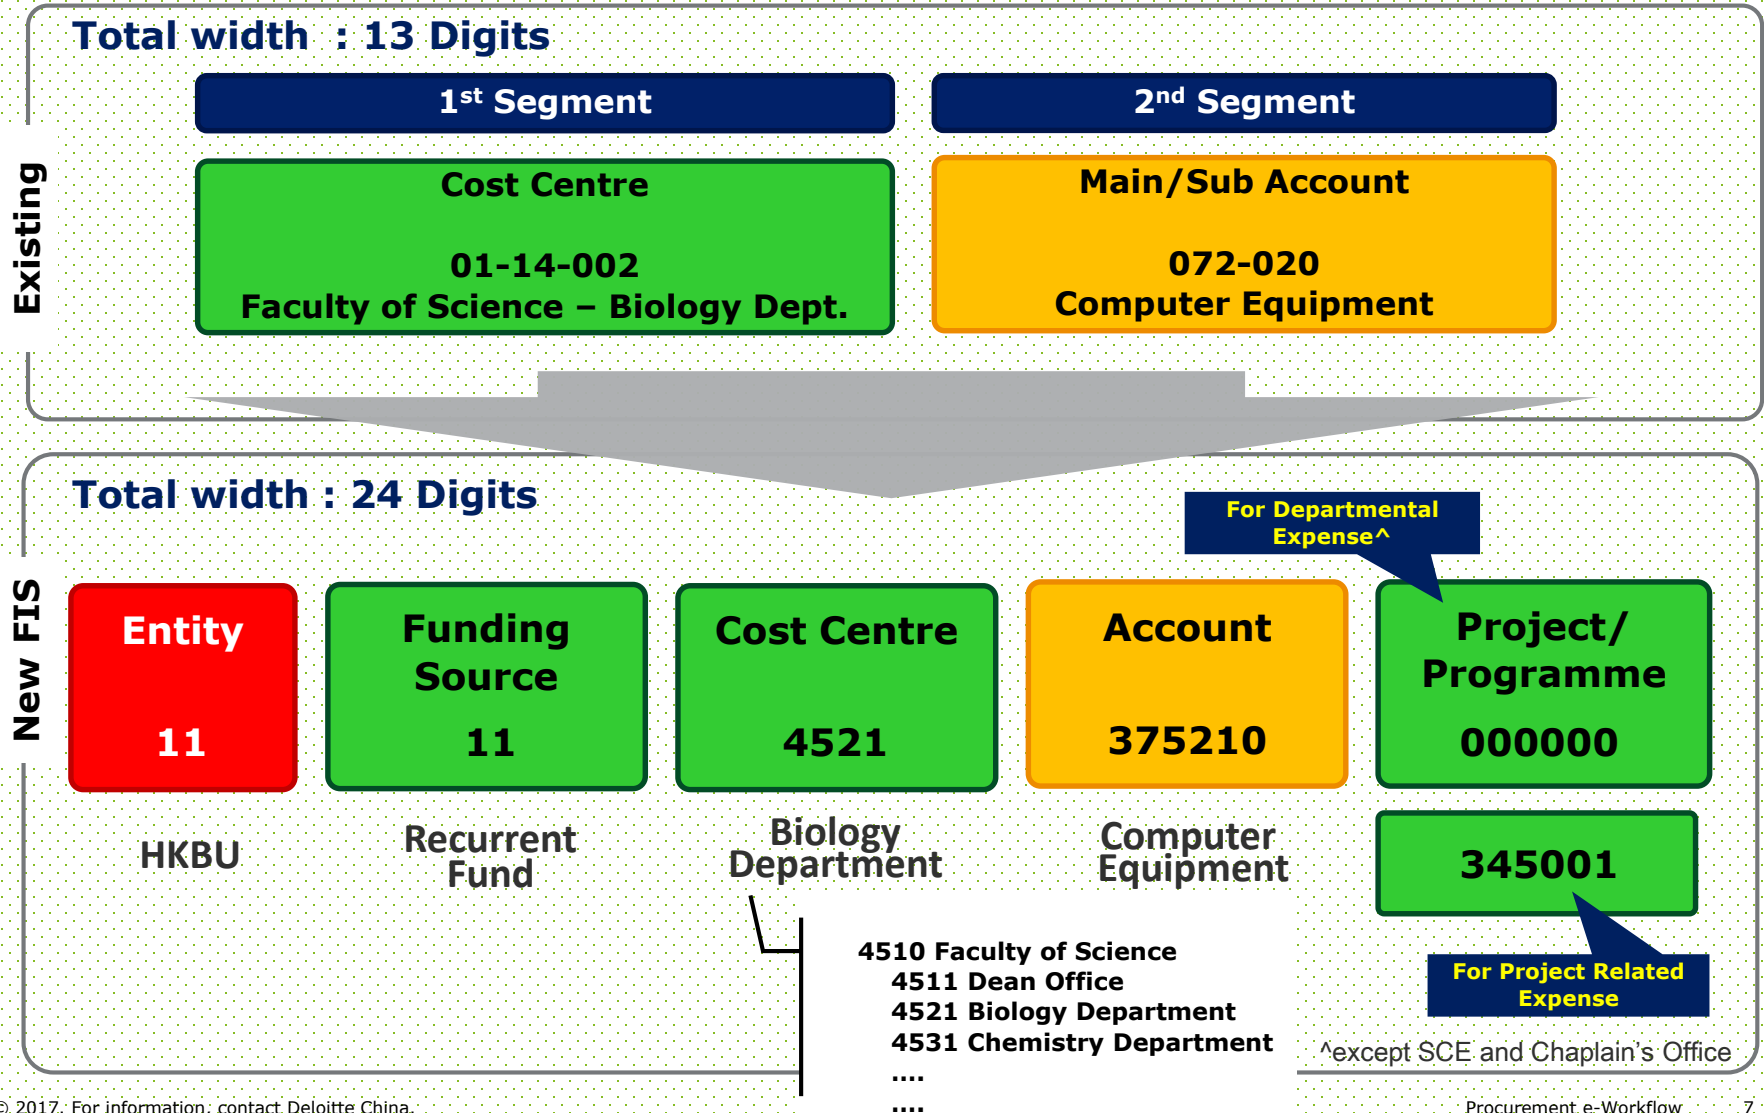 Total width : 13 Digits
1st Segment
2nd Segment
Existing
Cost Centre
01-14-002
Faculty of Science – Biology Dept.
Main/Sub Account
072-020
Computer Equipment
Total width : 24 Digits
For Departmental
Expense^
New FIS
Entity
11
Funding
Source
11
Cost Centre
4521
Account
375210
Project/
Programme
000000
HKBU
Recurrent
Fund
Biology
Department
Computer
Equipment
345001
4510 Faculty of Science
4511 Dean Office
4521 Biology Department
4531 Chemistry Department
....
....
For Project Related
Expense
^except SCE and Chaplain's Office
© 2017. For information, contact Deloitte China.
Procurement e-Workflow 7